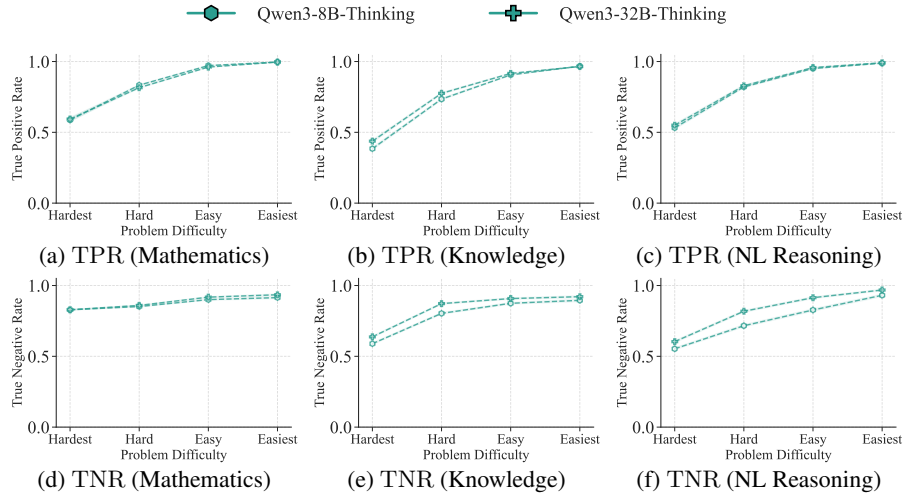 Qwen3-8B-Thinking Qwen3-32B-Thinking
True Positive Rate
1.0
0.5
0.0
Hardest Hard Easy Easiest
Problem Difficulty
(a) TPR (Mathematics)
True Positive Rate
1.0
0.5
0.0
Hardest Hard Easy Easiest
Problem Difficulty
(b) TPR (Knowledge)
True Positive Rate
1.0
0.5
0.0
Hardest Hard Easy Easiest
Problem Difficulty
(c) TPR (NL Reasoning)
True Negative Rate
1.0
0.5
0.0
Hardest Hard Easy Easiest
Problem Difficulty
(d) TNR (Mathematics)
True Negative Rate
1.0
0.5
0.0
Hardest Hard Easy Easiest
Problem Difficulty
(e) TNR (Knowledge)
True Negative Rate
1.0
0.5
0.0
Hardest Hard Easy Easiest
Problem Difficulty
(f) TNR (NL Reasoning)